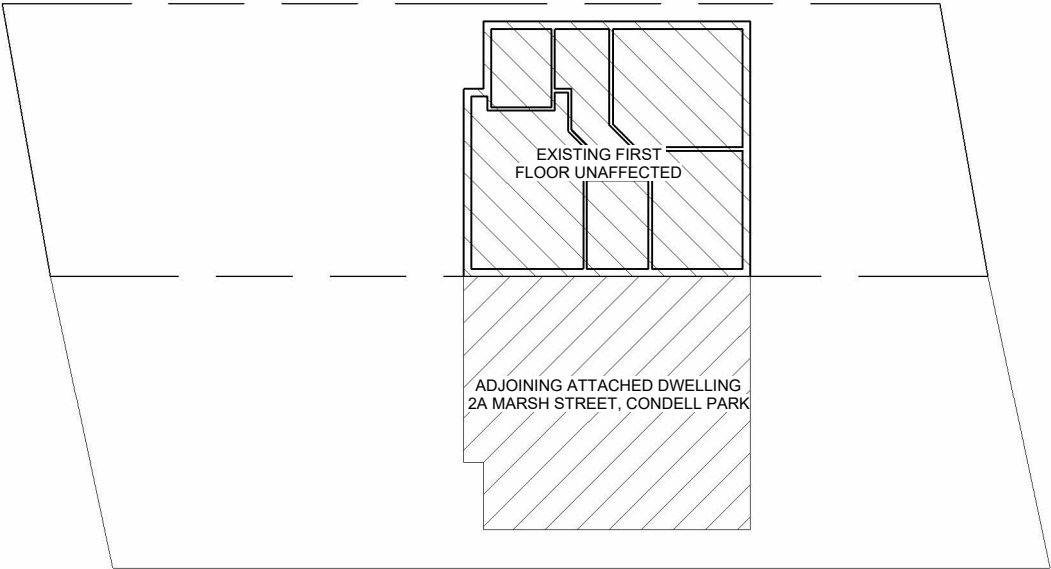 EXISTING FIRST
FLOOR UNAFFECTED
ADJOINING ATTACHED DWELLING
2A MARSH STREET, CONDELL PARK